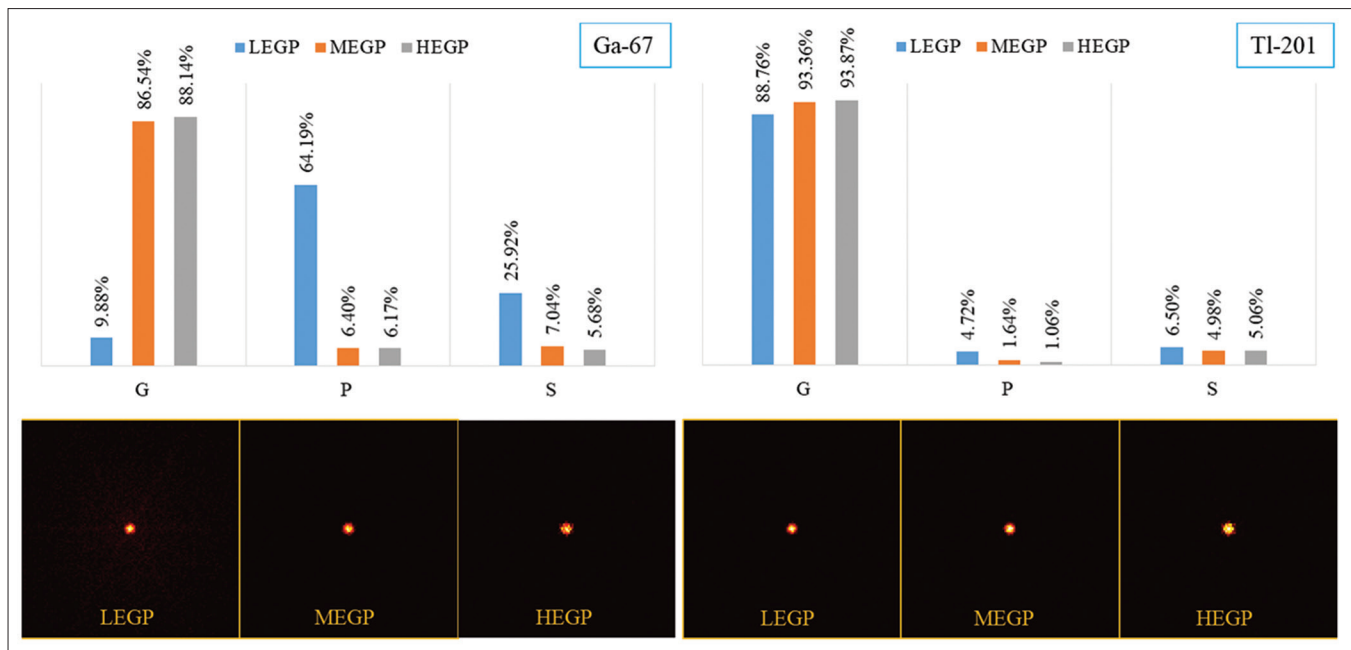 LEGP MEGP HEGP
Ga-67
9.88%
86.54%
88.14%
64.19%
6.40%
6.17%
25.92%
7.04%
5.68%
G P S
LEGP MEGP HEGP
Tl-201
88.76%
93.36%
93.87%
4.72%
1.64%
1.06%
6.50%
4.98%
5.06%
G P S
LEGP MEGP HEGP
LEGP MEGP HEGP